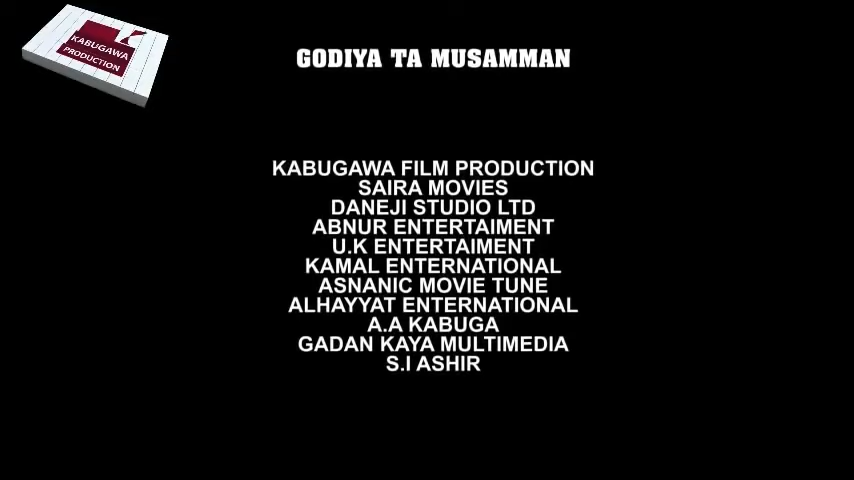 KABUGAWA
PRODUCTION
GODIYA TA MUSAMMAN
KABUGAWA FILM PRODUCTION
SAIRA MOVIES
DANEJI STUDIO LTD
ABNUR ENTERTAIMENT
U.K ENTERTAIMENT
KAMAL ENTERNATIONAL
ASNANIC MOVIE TUNE
ALHAYYAT ENTERNATIONAL
A.A KABUGA
GADAN KAYA MULTIMEDIA
S.I ASHIR